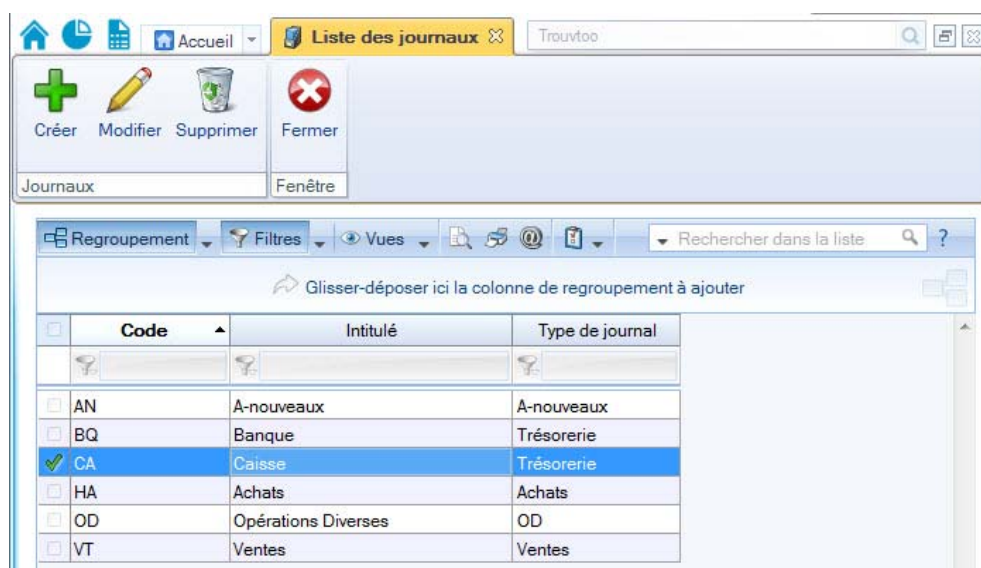 Accueil Liste des journaux Trouvtoo
Créer Modifier Supprimer Fermer
Journaux Fenêtre
Regroupement Filtres Vues Rechercher dans la liste ?
Glisser-déposer ici la colonne de regroupement à ajouter
Code Intitulé Type de journal
AN A-nouveaux A-nouveaux
BQ Banque Trésorerie
CA Caisse Trésorerie
HA Achats Achats
OD Opérations Diverses OD
VT Ventes Ventes